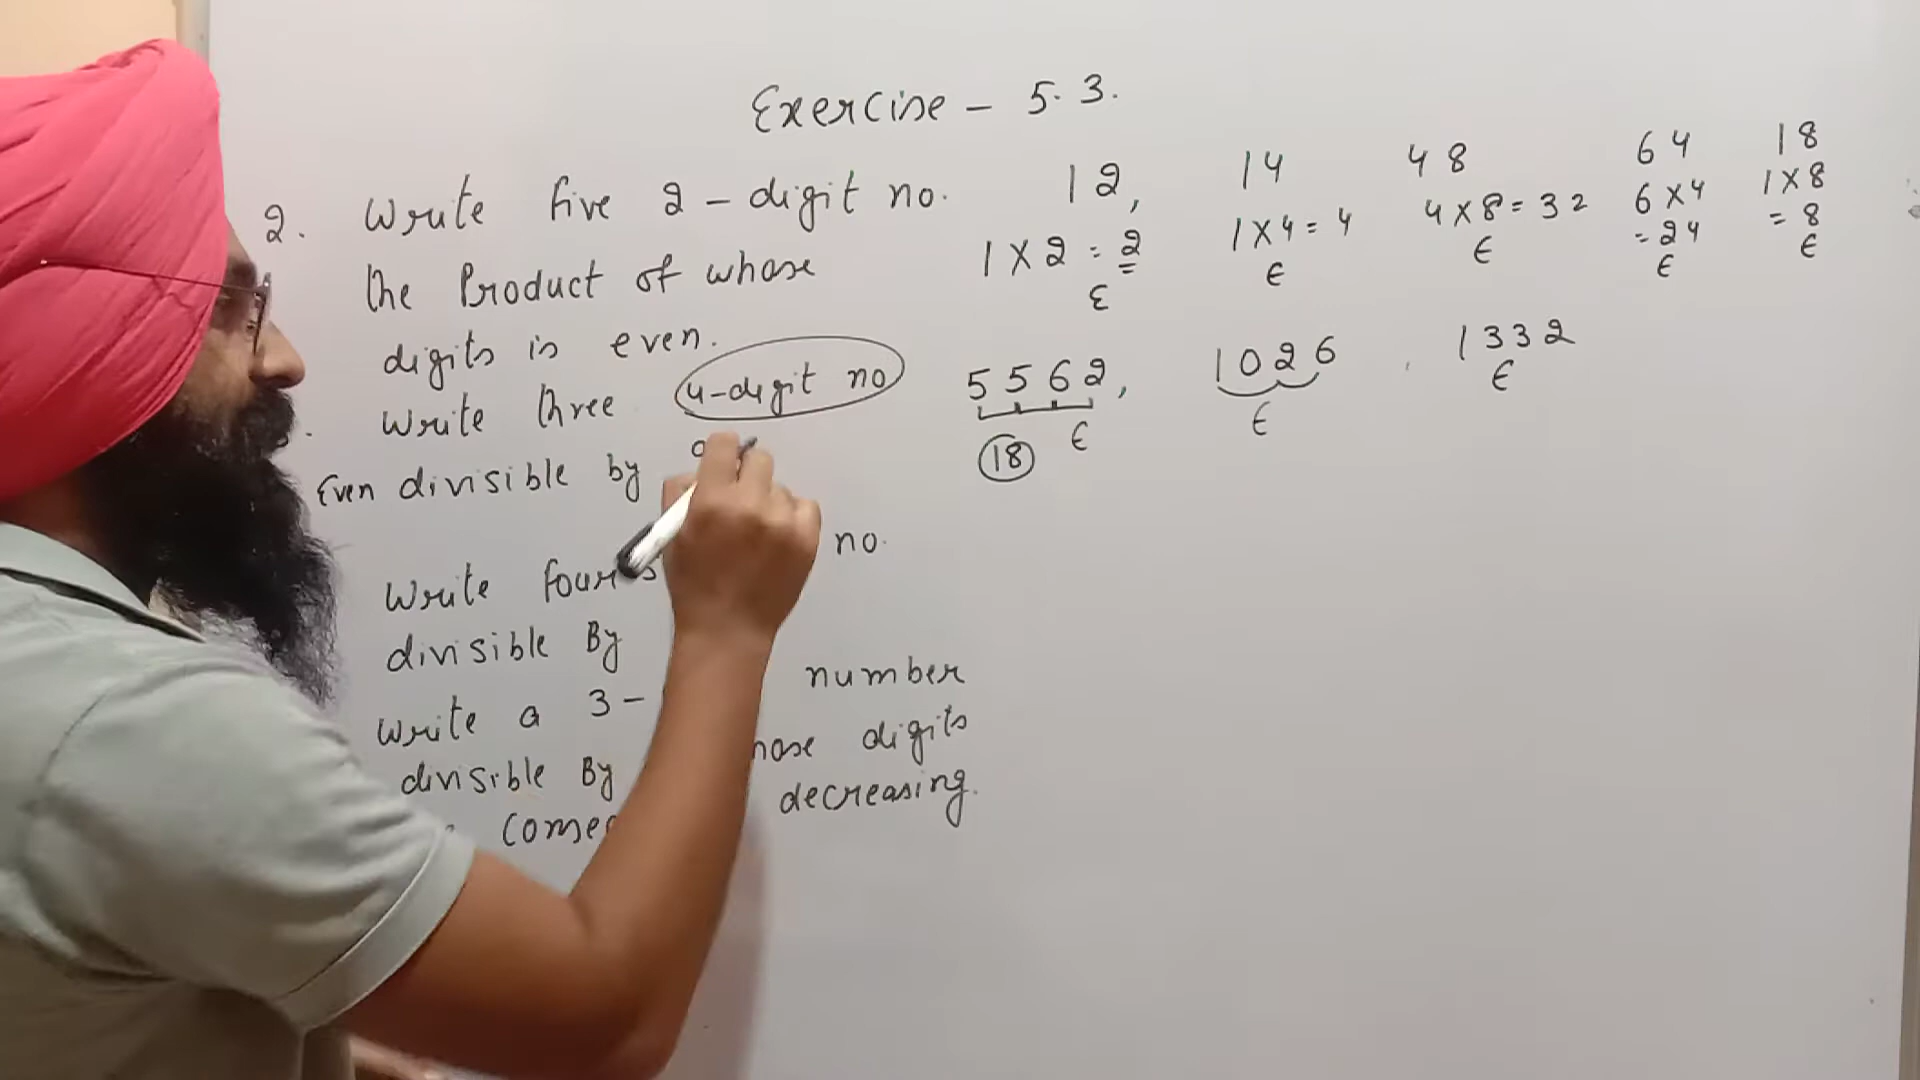 Exercise - 5.3.
2. Write five 2-digit no.
the Product of whose
digits is even.
12,
1 X 2 = 2
E
14
1 X 4 = 4
E
48
4 X 8 = 32
E
64
6 X 4
= 24
E
18
1 X 8
= 8
E
Write three 4-digit no
Even divisible by
5562,
18 E
1026
E
1332
E
Write four no.
divisible By
Write a 3- number
divisible By digits
decreasing.